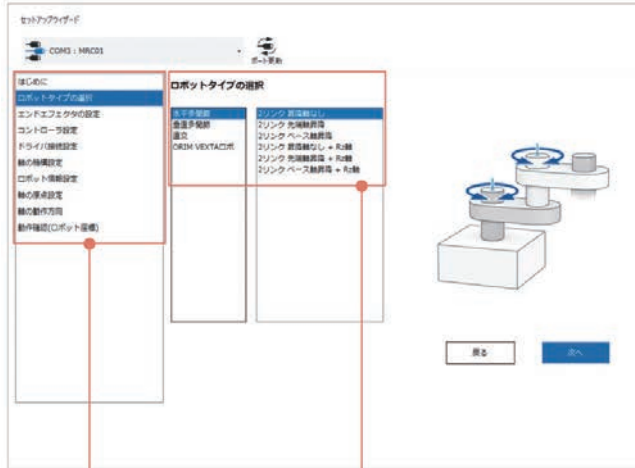 セットアップウィザード
COM3 : MRC01
ポート更新
はじめに
ロボットタイプの選択
エンドエフェクタの設定
コントローラ設定
ドライバ接続設定
軸の機構設定
ロボット情報設定
軸の原点設定
軸の動作方向
動作確認(ロボット座標)
ロボットタイプの選択
水平多関節
垂直多関節
直交
ORIM VEXTAロボ
2リンク 昇降軸なし
2リンク 先端軸昇降
2リンク ベース軸昇降
2リンク 昇降軸なし + Rz軸
2リンク 先端軸昇降 + Rz軸
2リンク ベース軸昇降 + Rz軸
戻る
次へ